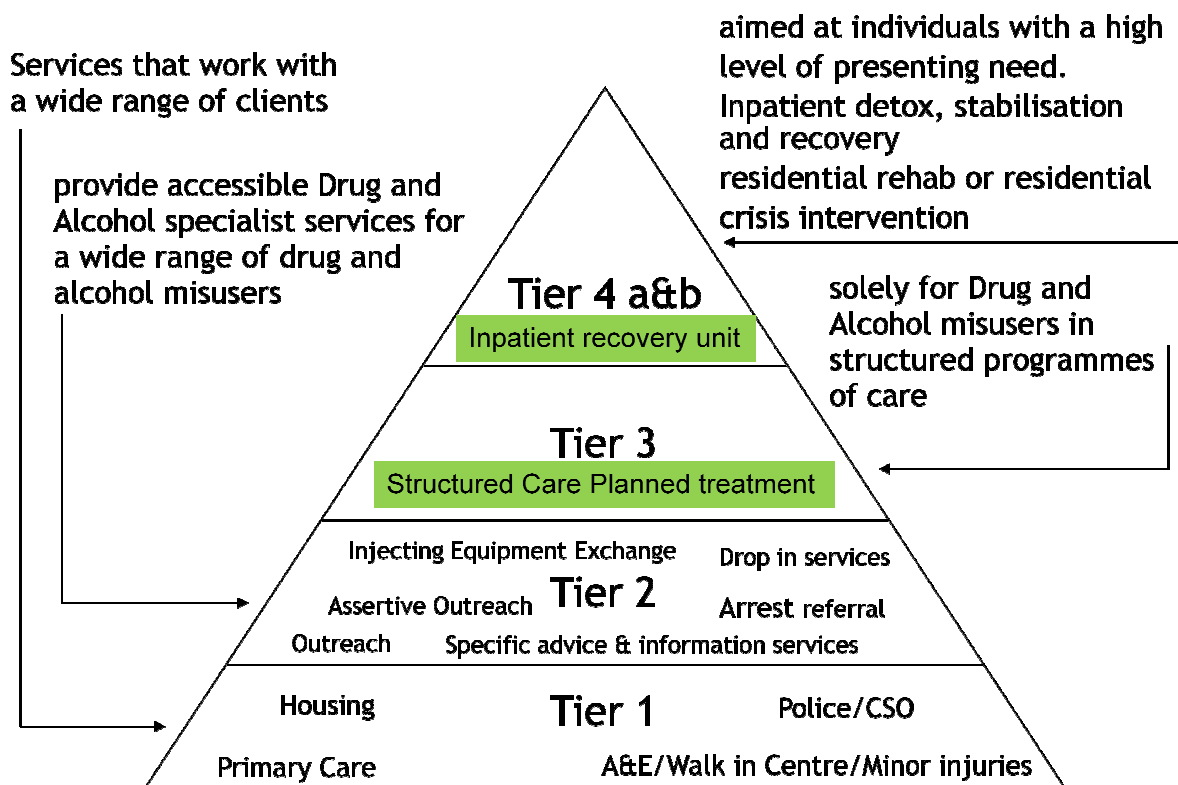 Services that work with
a wide range of clients
provide accessible Drug and
Alcohol specialist services for
a wide range of drug and
alcohol misusers
aimed at individuals with a high
level of presenting need.
Inpatient detox, stabilisation
and recovery
residential rehab or residential
crisis intervention
solely for Drug and
Alcohol misusers in
structured programmes
of care
Tier 4 a&b
Inpatient recovery unit
Tier 3
Structured Care Planned treatment
Injecting Equipment Exchange
Drop in services
Tier 2
Assertive Outreach
Arrest referral
Outreach
Specific advice & information services
Housing
Tier 1
Police/CSO
Primary Care
A&E/Walk in Centre/Minor injuries